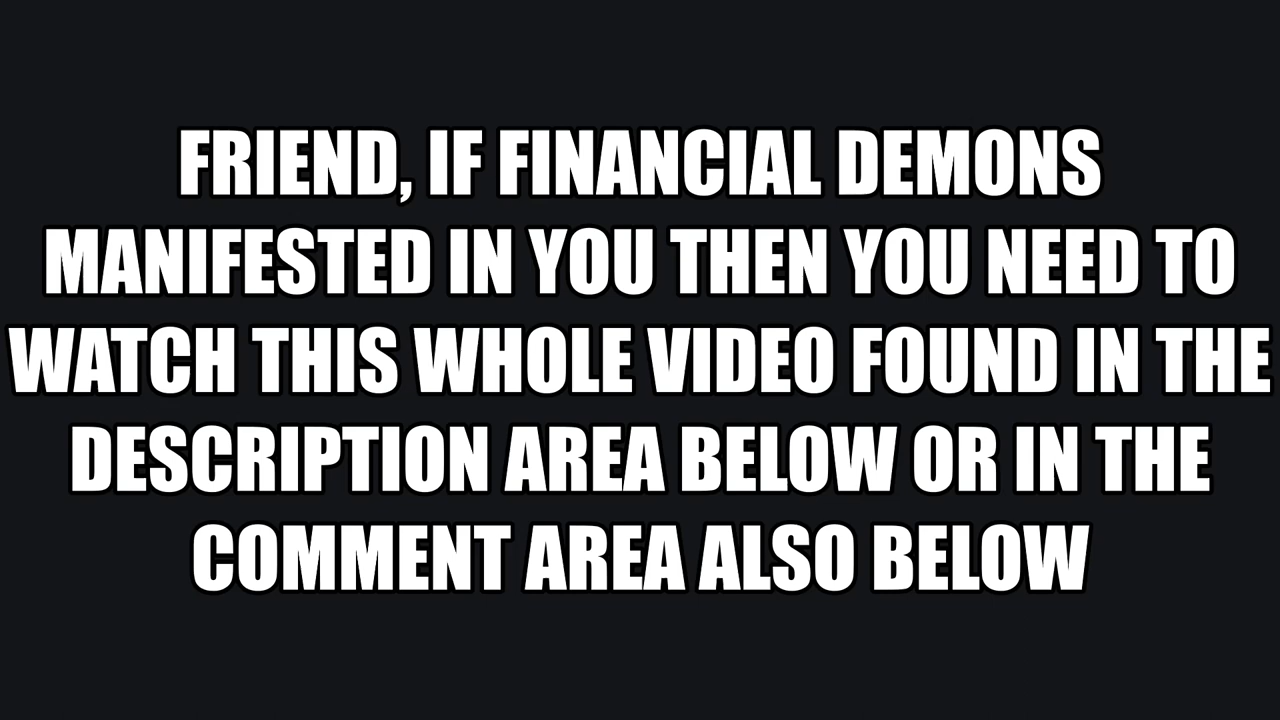 FRIEND, IF FINANCIAL DEMONS
MANIFESTED IN YOU THEN YOU NEED TO
WATCH THIS WHOLE VIDEO FOUND IN THE
DESCRIPTION AREA BELOW OR IN THE
COMMENT AREA ALSO BELOW